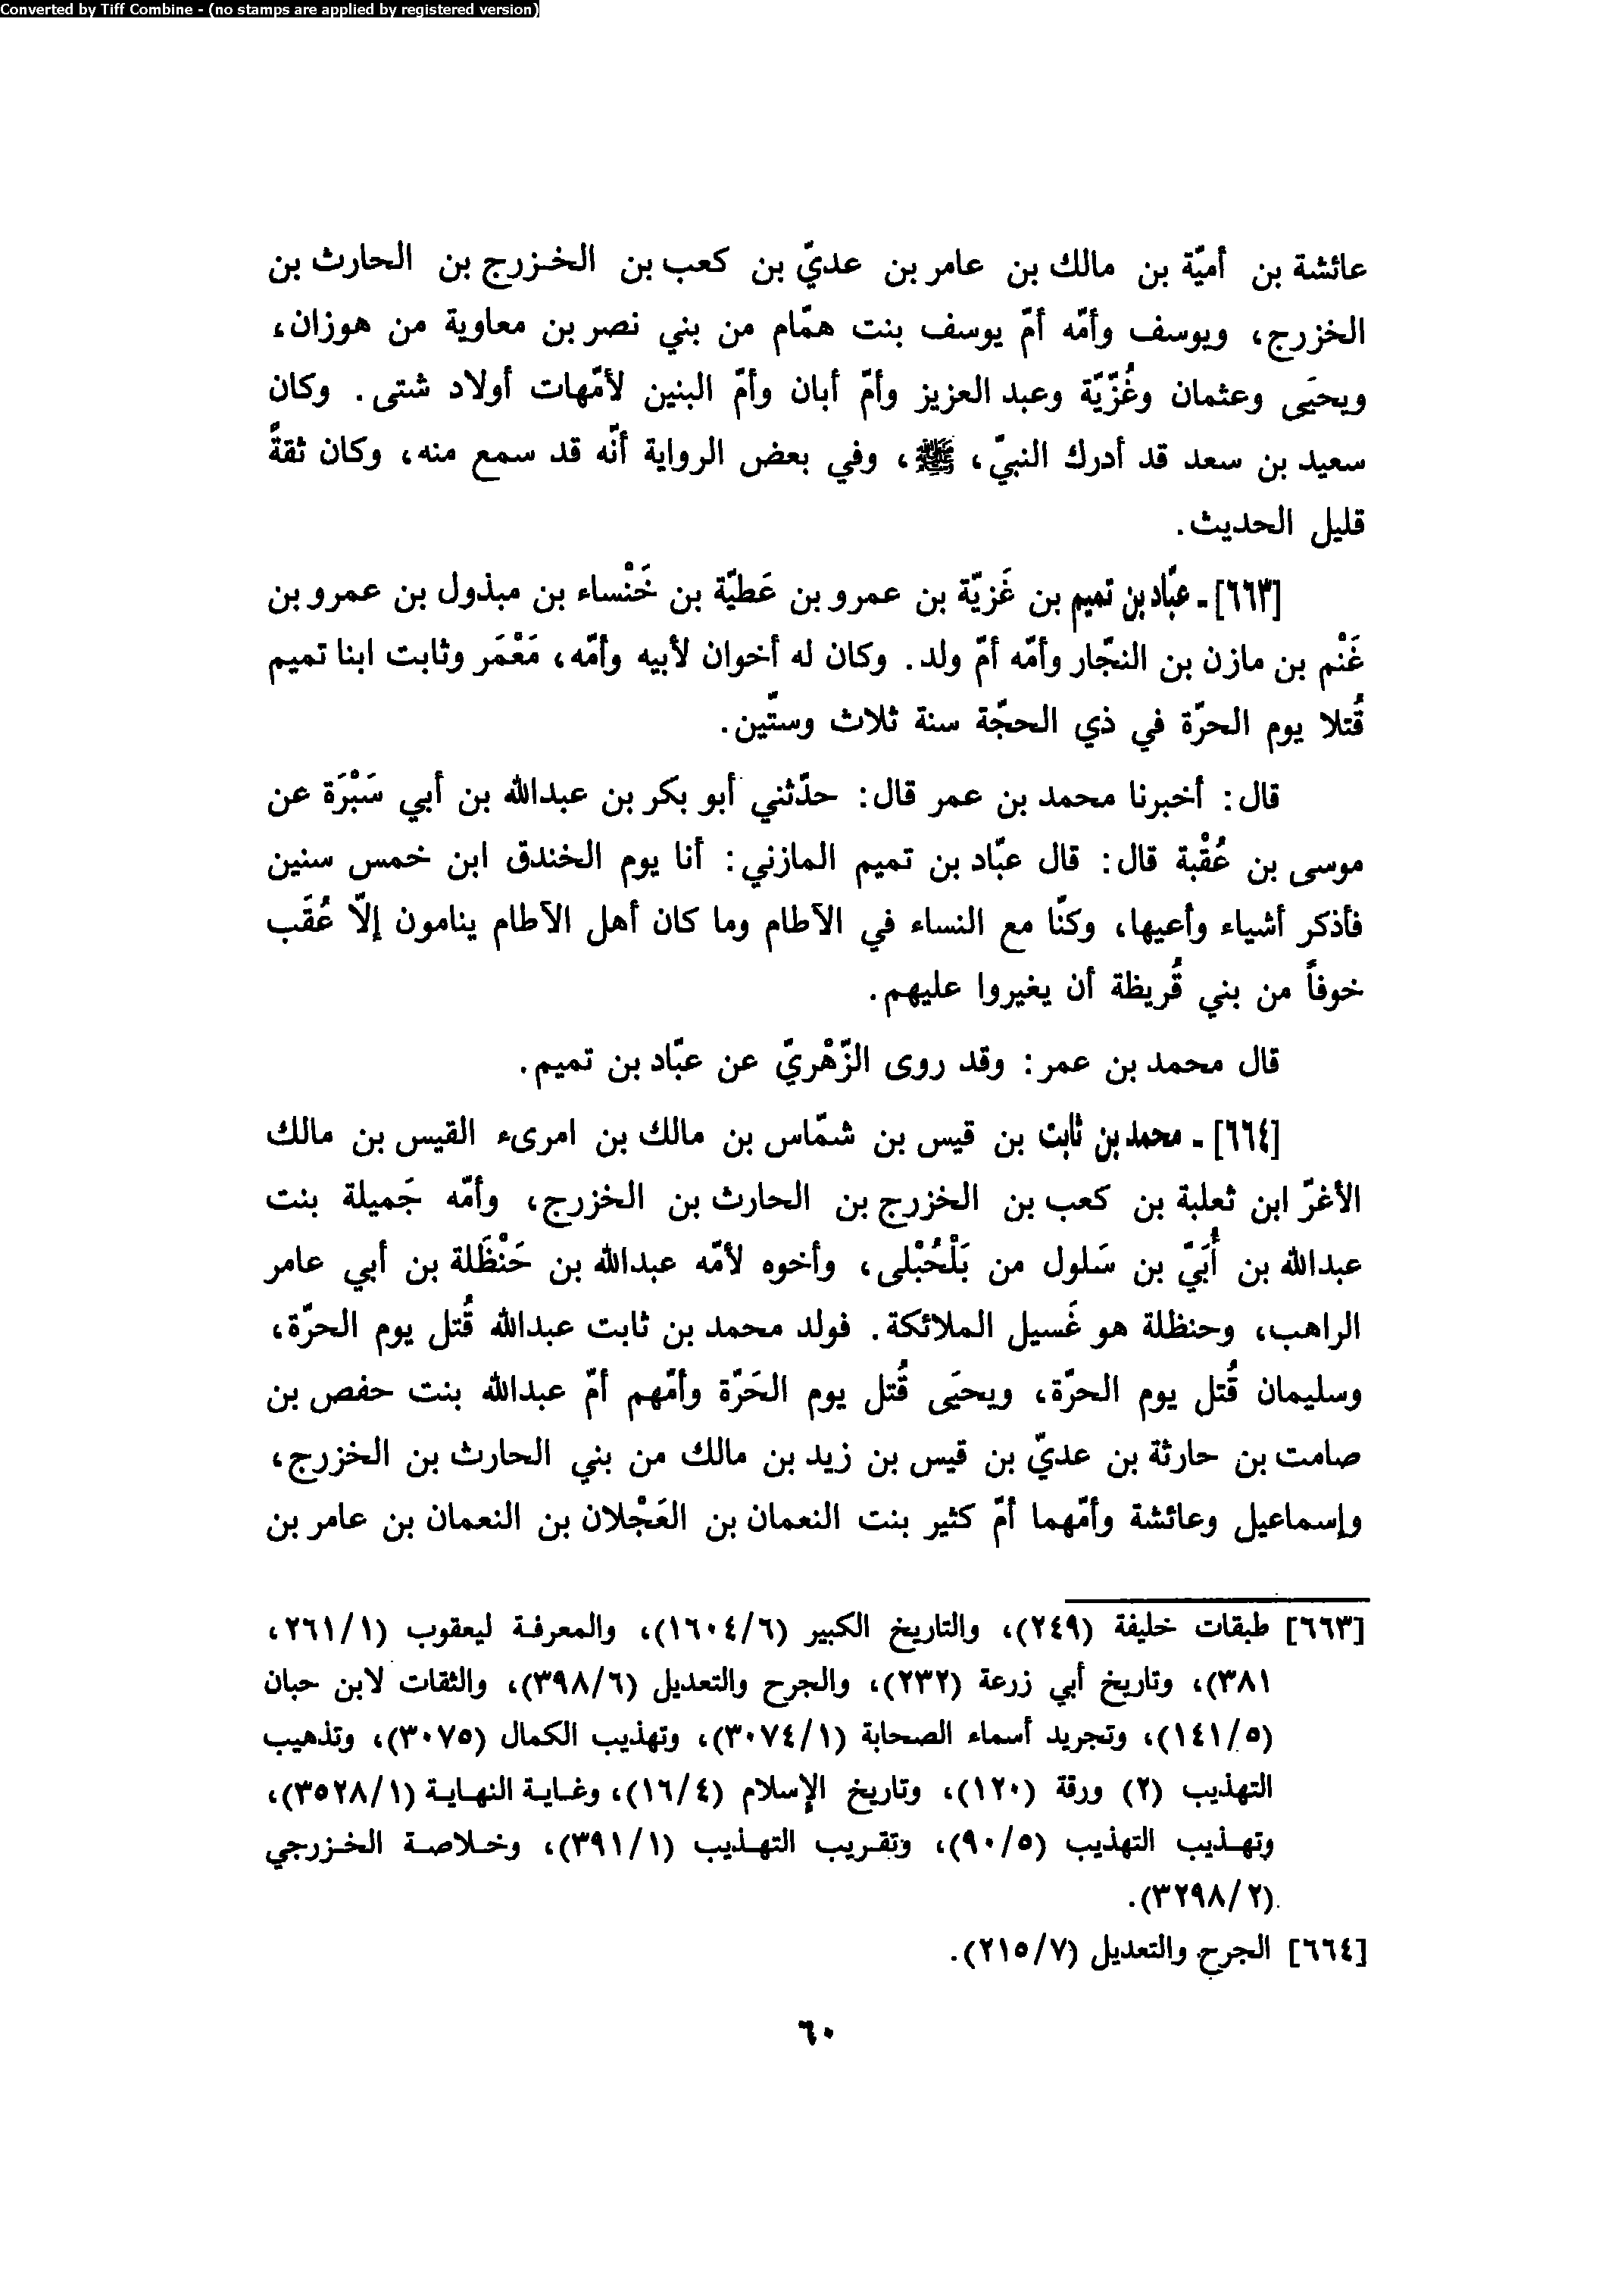 Converted by Tiff Combine - (no stamps are applied by registered version)
عائشة بن أميّة بن مالك بن عامر بن عديّ بن كعب بن الخزرج بن الحارث بن
الخزرج، ويوسف وأمّه أمّ يوسف بنت همّام من بني نصر بن معاوية من هوزان،
ويحيَى وعثمان وغُزّيّة وعبد العزيز وأمّ أبان وأمّ البنين لأمّهات أولاد شتى. وكان
سعيد بن سعد قد أدرك النبيّ، ﷺ، وفي بعض الرواية أنّه قد سمع منه، وكان ثقةً
قليل الحديث.
[٦٦٣] - عبّاد بن تميم بن غَزيّة بن عمرو بن عَطيّة بن خَنْساء بن مبذول بن عمرو بن
غَنْم بن مازن بن النجّار وأمّه أمّ ولد. وكان له أخوان لأبيه وأمّه، مَعْمَر وثابت ابنا تميم
قُتلا يوم الحرّة في ذي الحجّة سنة ثلاث وستّين.
قال: أخبرنا محمد بن عمر قال: حدّثني أبو بكر بن عبدالله بن أبي سَبْرَة عن
موسى بن عُقْبة قال: قال عبّاد بن تميم المازني: أنا يوم الخندق ابن خمس سنين
فأذكر أشياء وأعيها، وكنّا مع النساء في الآطام وما كان أهل الآطام ينامون إلّا عُقَب
خوفاً من بني قُريظة أن يغيروا عليهم.
قال محمد بن عمر: وقد روى الزّهْريّ عن عبّاد بن تميم.
[٦٦٤] - محمد بن ثابت بن قيس بن شمّاس بن مالك بن امرىء القيس بن مالك
الأغرّ ابن ثعلبة بن كعب بن الخزرج بن الحارث بن الخزرج، وأمّه جَميلة بنت
عبدالله بن أُبَيّ بن سَلول من بَلْحُبْلى، وأخوه لأمّه عبدالله بن حَنْظَلة بن أبي عامر
الراهب، وحنظلة هو غَسيل الملائكة. فولد محمد بن ثابت عبدالله قُتل يوم الحرّة،
وسليمان قُتل يوم الحرّة، ويحيَى قُتل يوم الحَرّة وأمّهم أمّ عبدالله بنت حفص بن
صامت بن حارثة بن عديّ بن قيس بن زيد بن مالك من بني الحارث بن الخزرج،
وإسماعيل وعائشة وأمّهما أمّ كثير بنت النعمان بن العَجْلان بن النعمان بن عامر بن
[٦٦٣] طبقات خليفة (٢٤٩)، والتاريخ الكبير (١٦٠٤/٦)، والمعرفة ليعقوب (٢٦١/١،
٣٨١)، وتاريخ أبي زرعة (٢٣٢)، والجرح والتعديل (٣٩٨/٦)، والثقات لابن حبان
(١٤١/٥)، وتجريد أسماء الصحابة (٣٠٧٤/١)، وتهذيب الكمال (٣٠٧٥)، وتذهيب
التهذيب (٢) ورقة (١٢٠)، وتاريخ الإسلام (١٦/٤)، وغاية النهاية (٣٥٢٨/١)،
وتهذيب التهذيب (٩٠/٥)، وتقريب التهذيب (٣٩١/١)، وخلاصة الخزرجي
(٣٢٩٨/٢).
[٦٦٤] الجرح والتعديل (٢١٥/٧).
٦٠